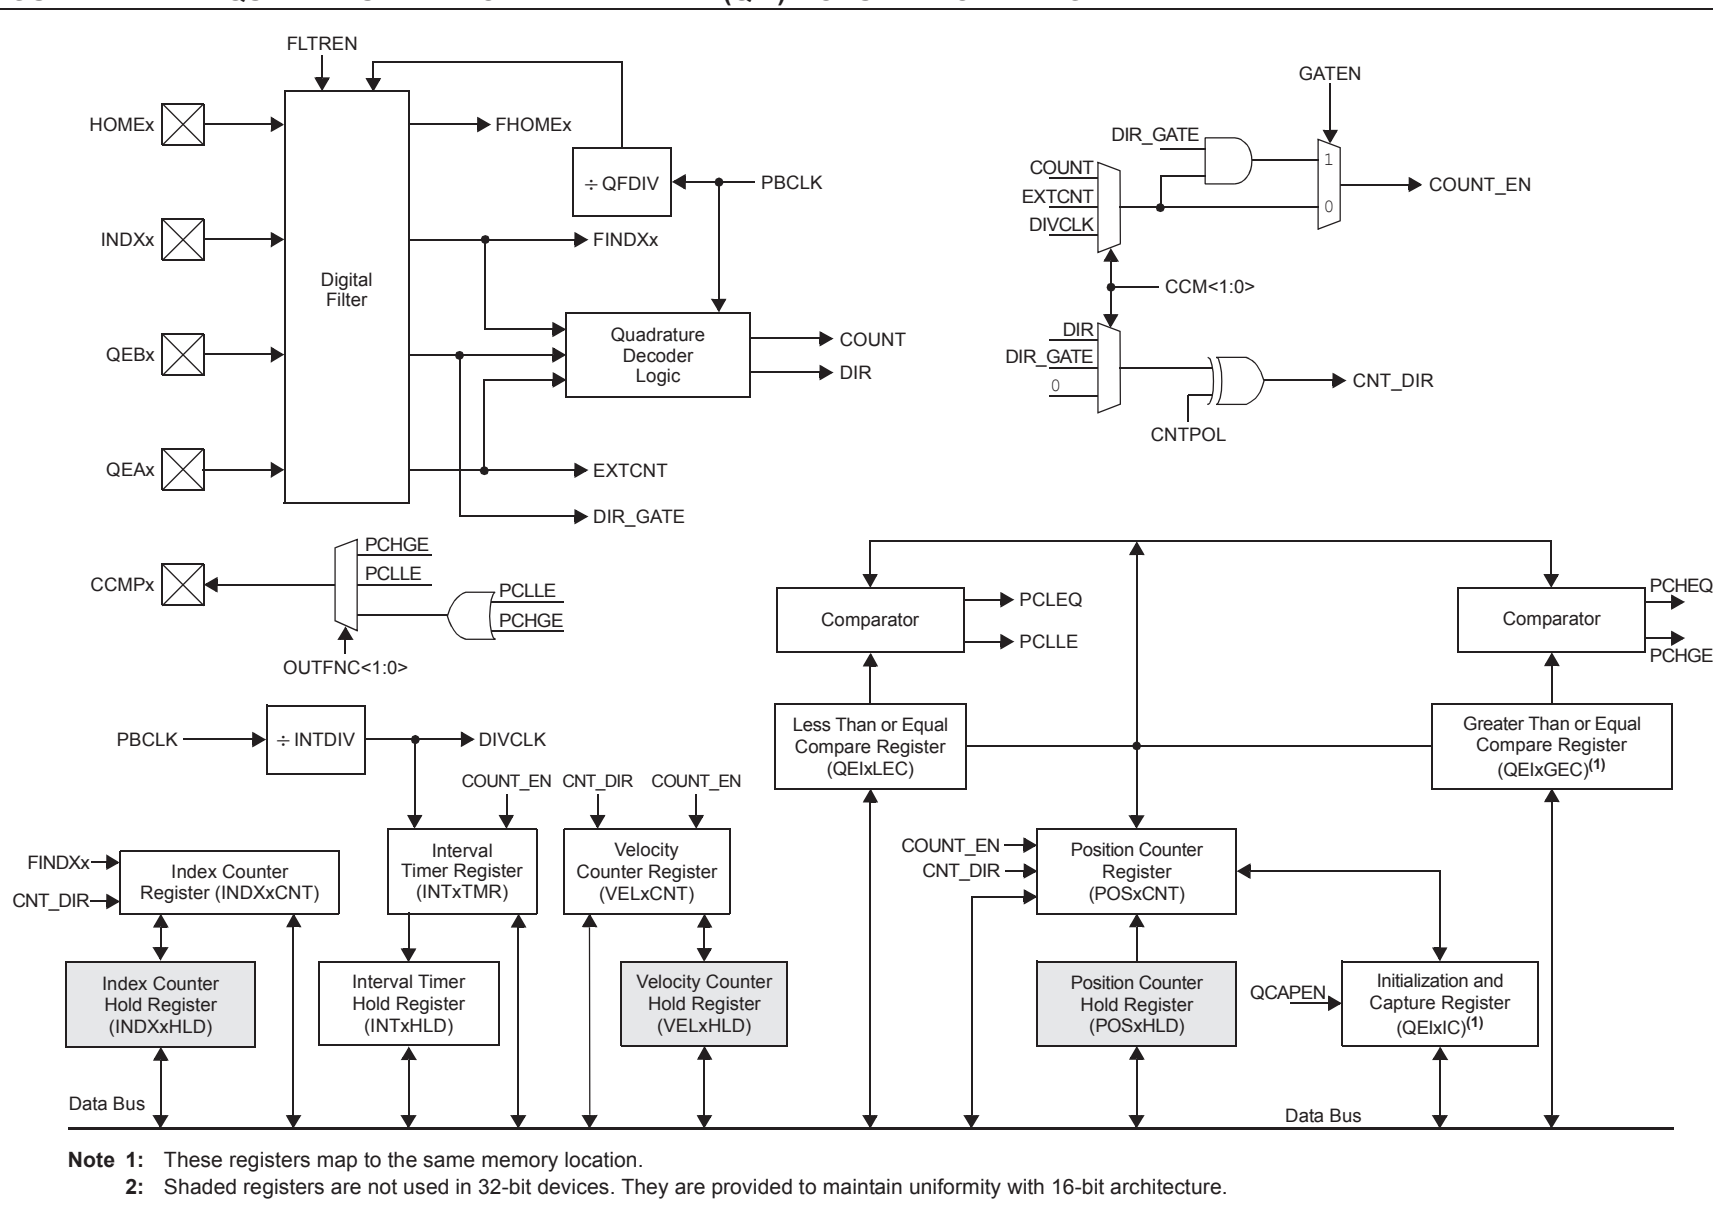 FLTREN
HOMEx
FHOMEx
÷ QFDIV
PBCLK
INDXx
FINDXx
Digital
Filter
QEBx
Quadrature
Decoder
Logic
COUNT
DIR
QEAx
EXTCNT
DIR_GATE
GATEN
DIR_GATE
COUNT
EXTCNT
DIVCLK
1
0
COUNT_EN
CCM<1:0>
DIR
DIR_GATE
0
CNT_DIR
CNTPOL
CCMPx
PCHGE
PCLLE
PCLLE
PCHGE
OUTFNC<1:0>
Comparator
PCLEQ
PCLLE
Comparator
PCHEQ
PCHGE
PBCLK
÷ INTDIV
DIVCLK
Less Than or Equal
Compare Register
(QEIxLEC)
Greater Than or Equal
Compare Register
(QEIxGEC)(1)
COUNT_EN
CNT_DIR
COUNT_EN
FINDXx
CNT_DIR
Index Counter
Register (INDXxCNT)
Interval
Timer Register
(INTxTMR)
Velocity
Counter Register
(VELxCNT)
COUNT_EN
CNT_DIR
Position Counter
Register
(POSxCNT)
Index Counter
Hold Register
(INDXxHLD)
Interval Timer
Hold Register
(INTxHLD)
Velocity Counter
Hold Register
(VELxHLD)
Position Counter
Hold Register
(POSxHLD)
QCAPEN
Initialization and
Capture Register
(QEIxIC)(1)
Data Bus
Data Bus
Note 1: These registers map to the same memory location.
2: Shaded registers are not used in 32-bit devices. They are provided to maintain uniformity with 16-bit architecture.